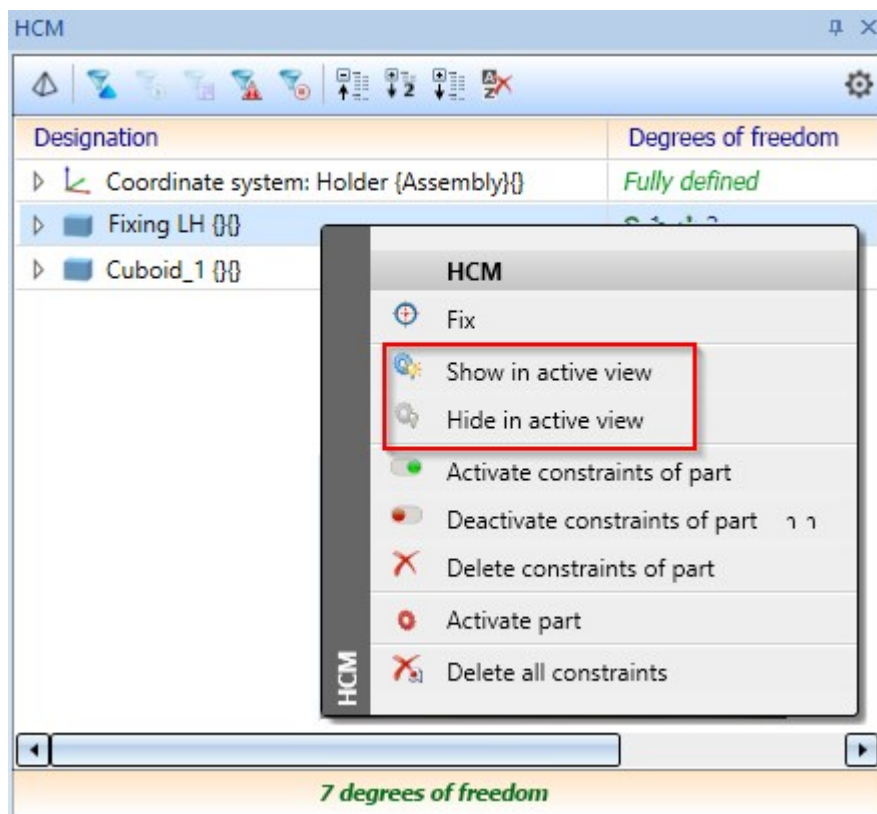 HCM
Designation Degrees of freedom
Coordinate system: Holder {Assembly}{} Fully defined
Fixing LH {}{}
Cuboid_1 {}{}
HCM
Fix
Show in active view
Hide in active view
Activate constraints of part
Deactivate constraints of part
Delete constraints of part
Activate part
Delete all constraints
HCM
7 degrees of freedom